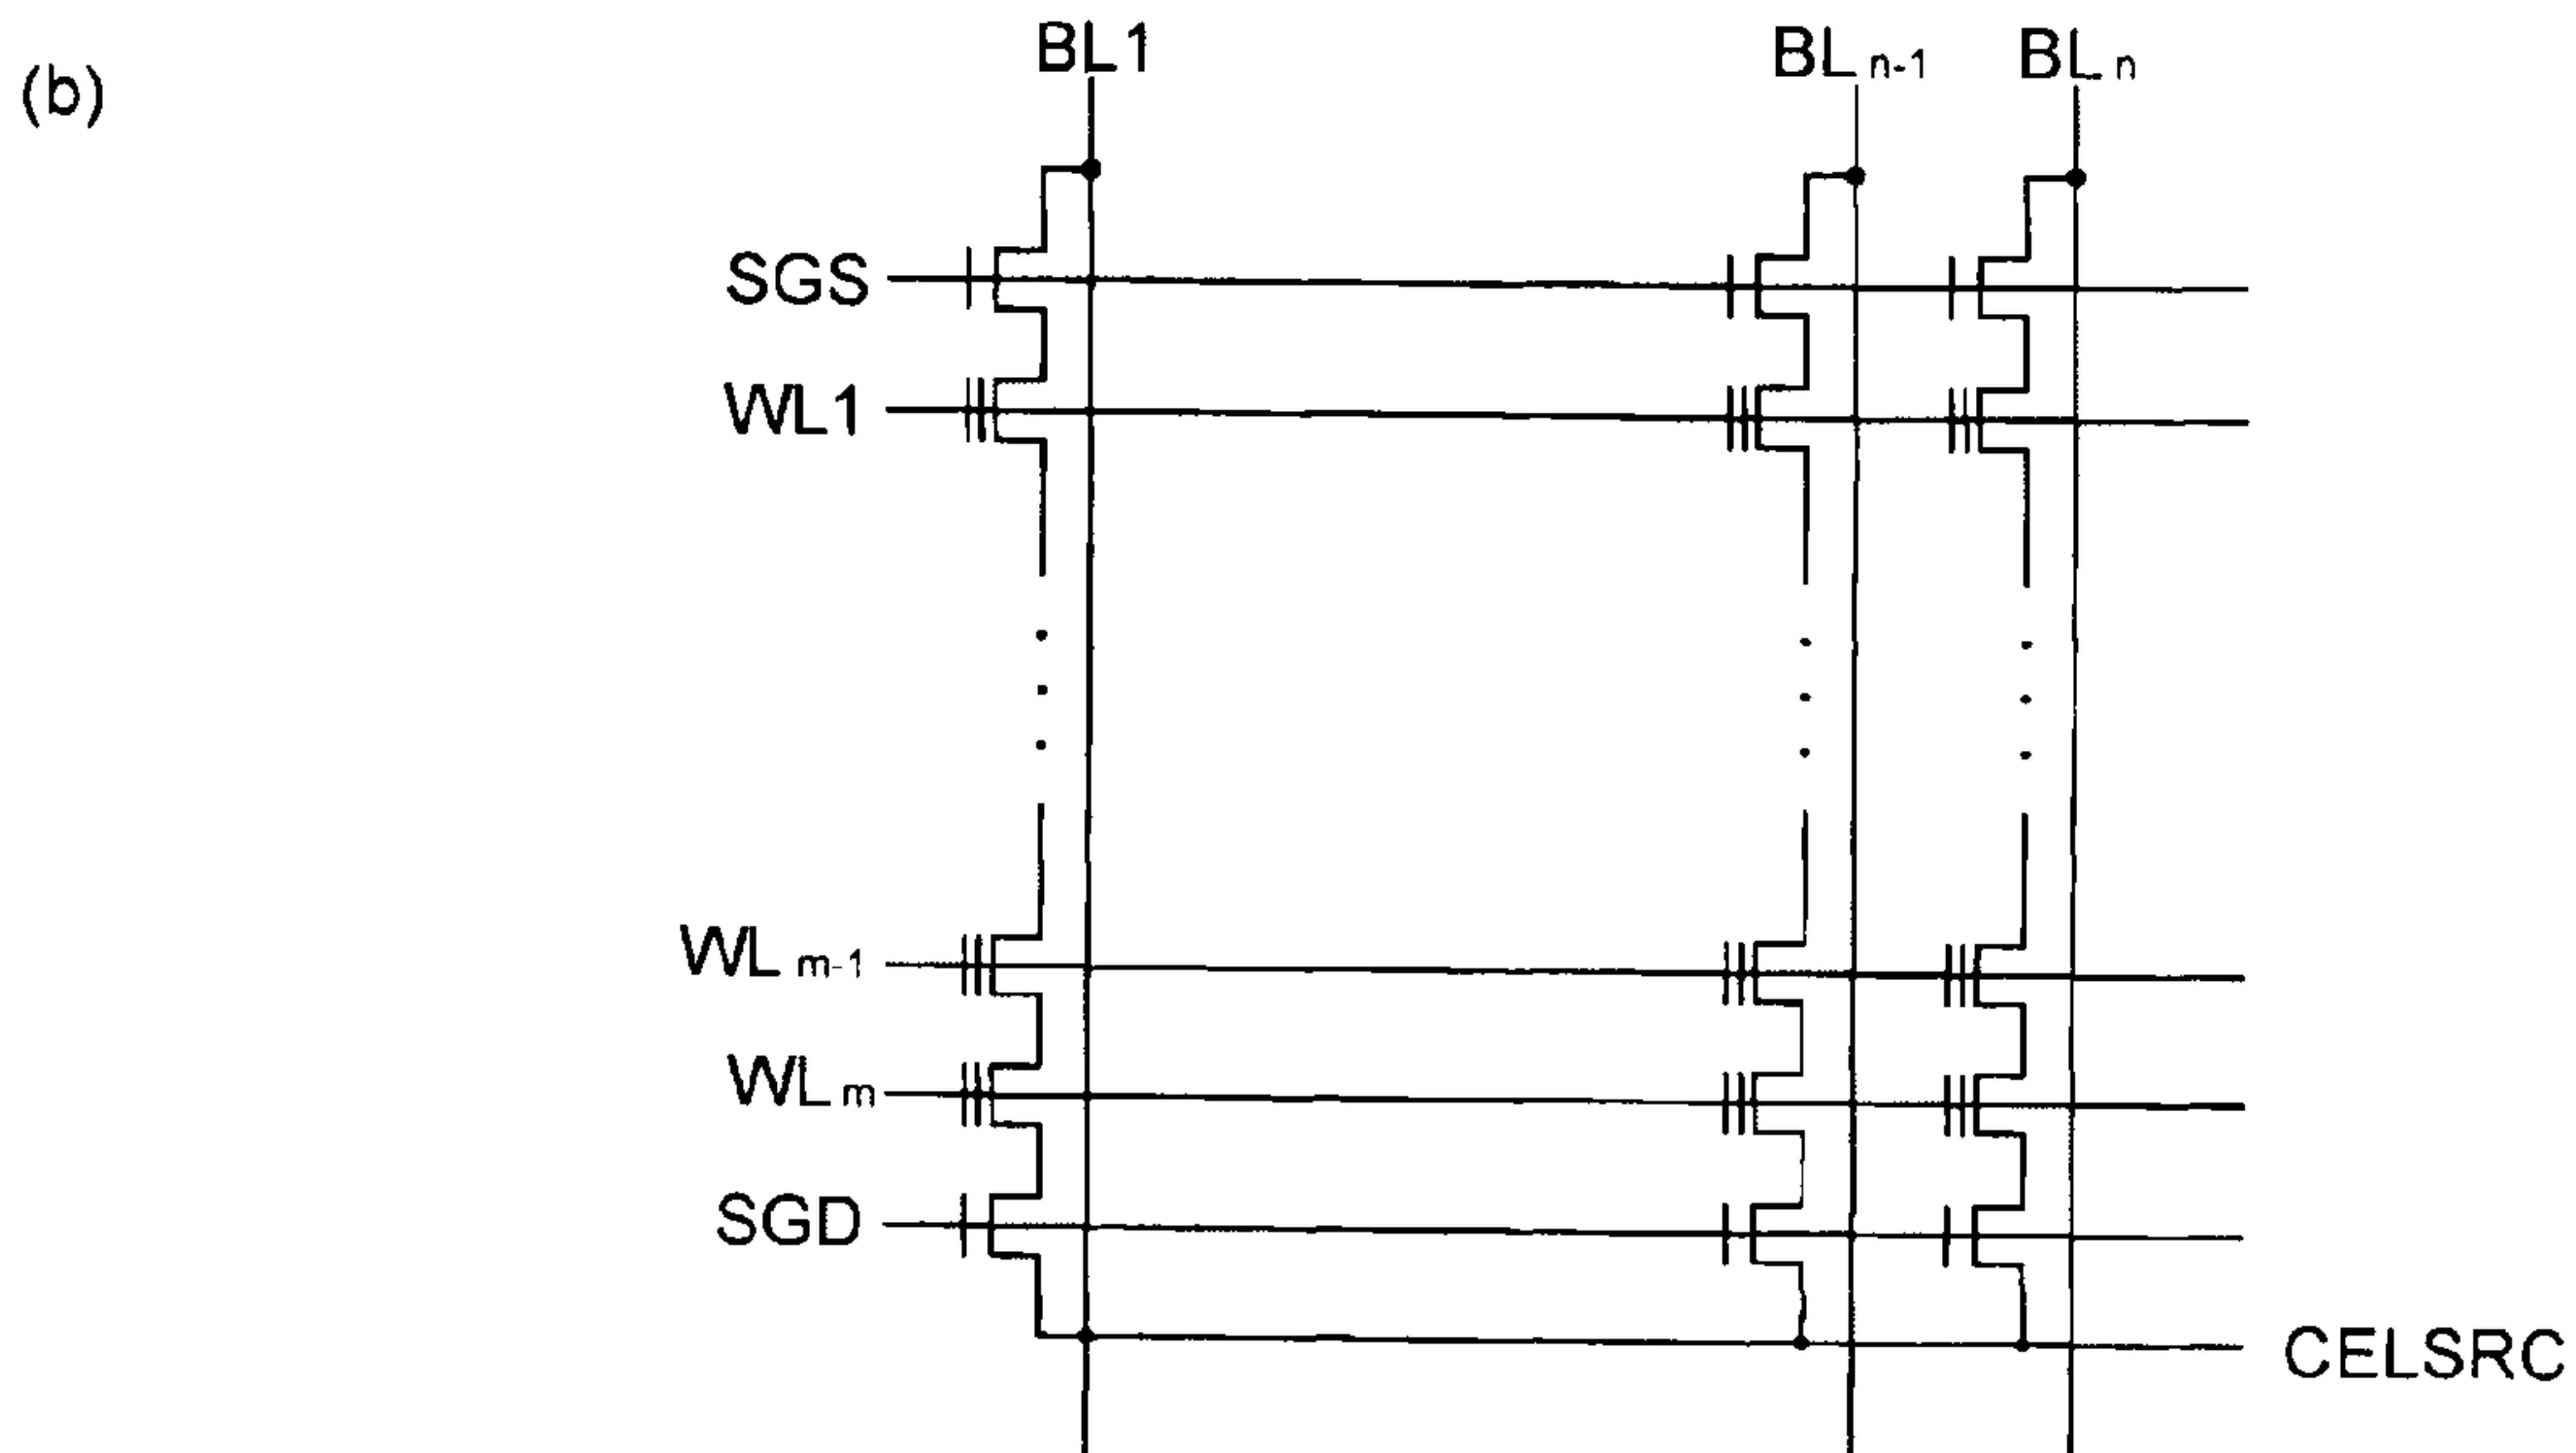 (b)
BL1 BLn-1 BLn
SGS
WL1
WLm-1
WLm
SGD
CELSRC